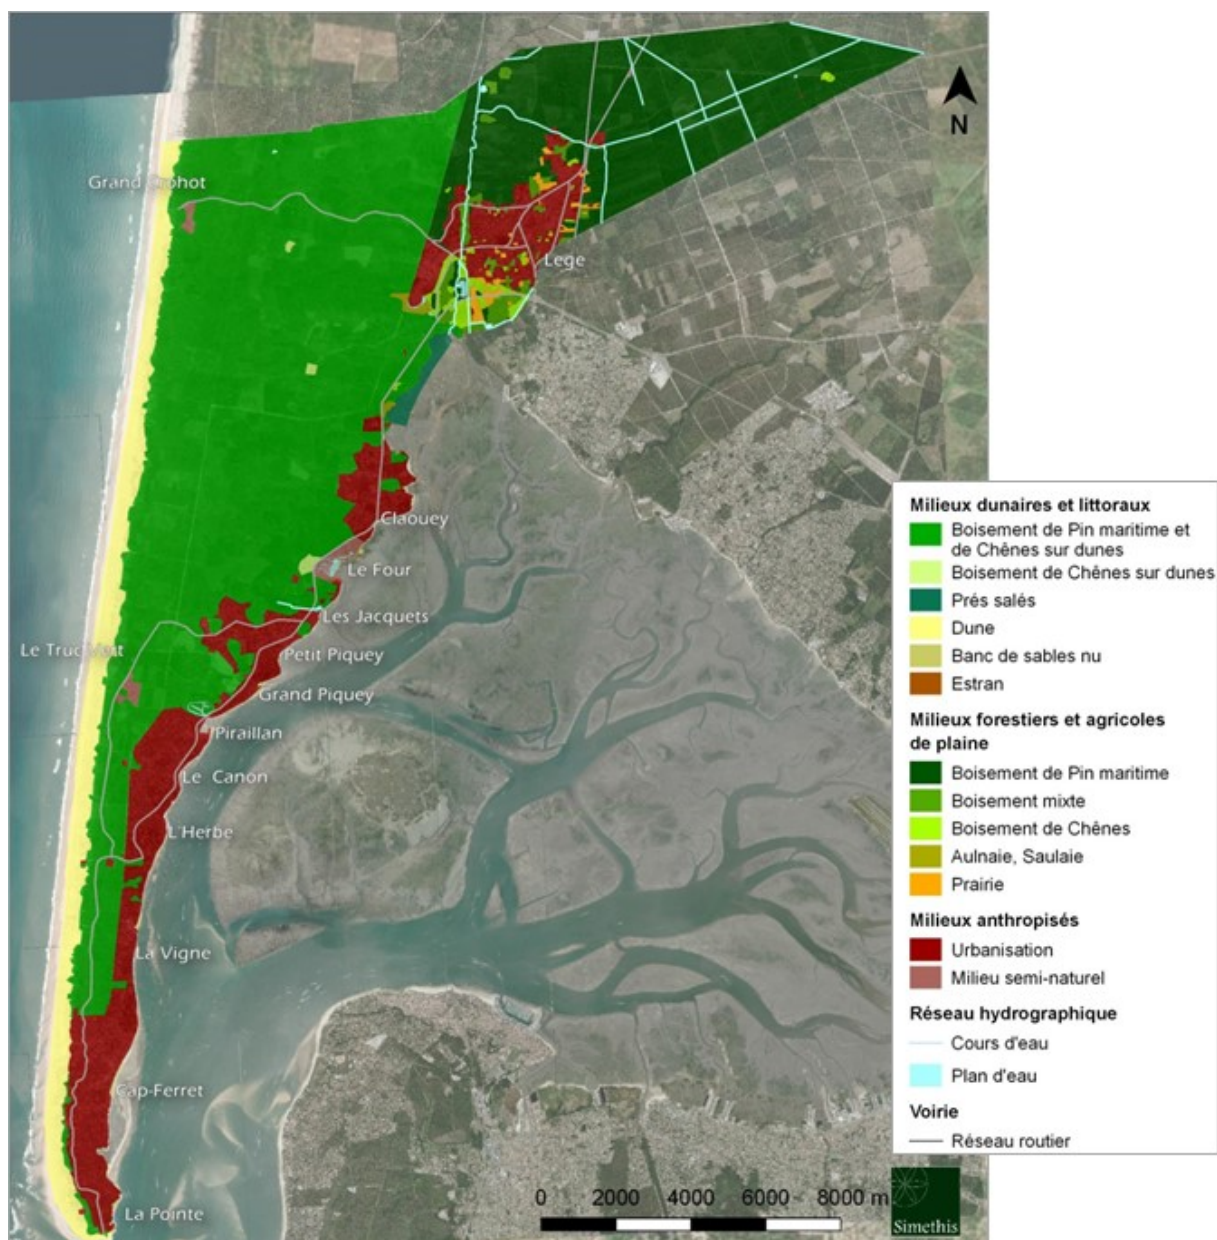 N
Grand Crohot
Lège
Claouey
Le Four
Les Jacquets
Le Truc Vert
Petit Piquey
Grand Piquey
Piraillan
Le Canon
L'Herbe
La Vigne
Cap-Ferret
La Pointe
0 2000 4000 6000 8000 m
Simethis
Milieux dunaires et littoraux
Boisement de Pin maritime et
de Chênes sur dunes
Boisement de Chênes sur dunes
Prés salés
Dune
Banc de sables nu
Estran
Milieux forestiers et agricoles
de plaine
Boisement de Pin maritime
Boisement mixte
Boisement de Chênes
Aulnaie, Saulaie
Prairie
Milieux anthropisés
Urbanisation
Milieu semi-naturel
Réseau hydrographique
Cours d'eau
Plan d'eau
Voirie
Réseau routier